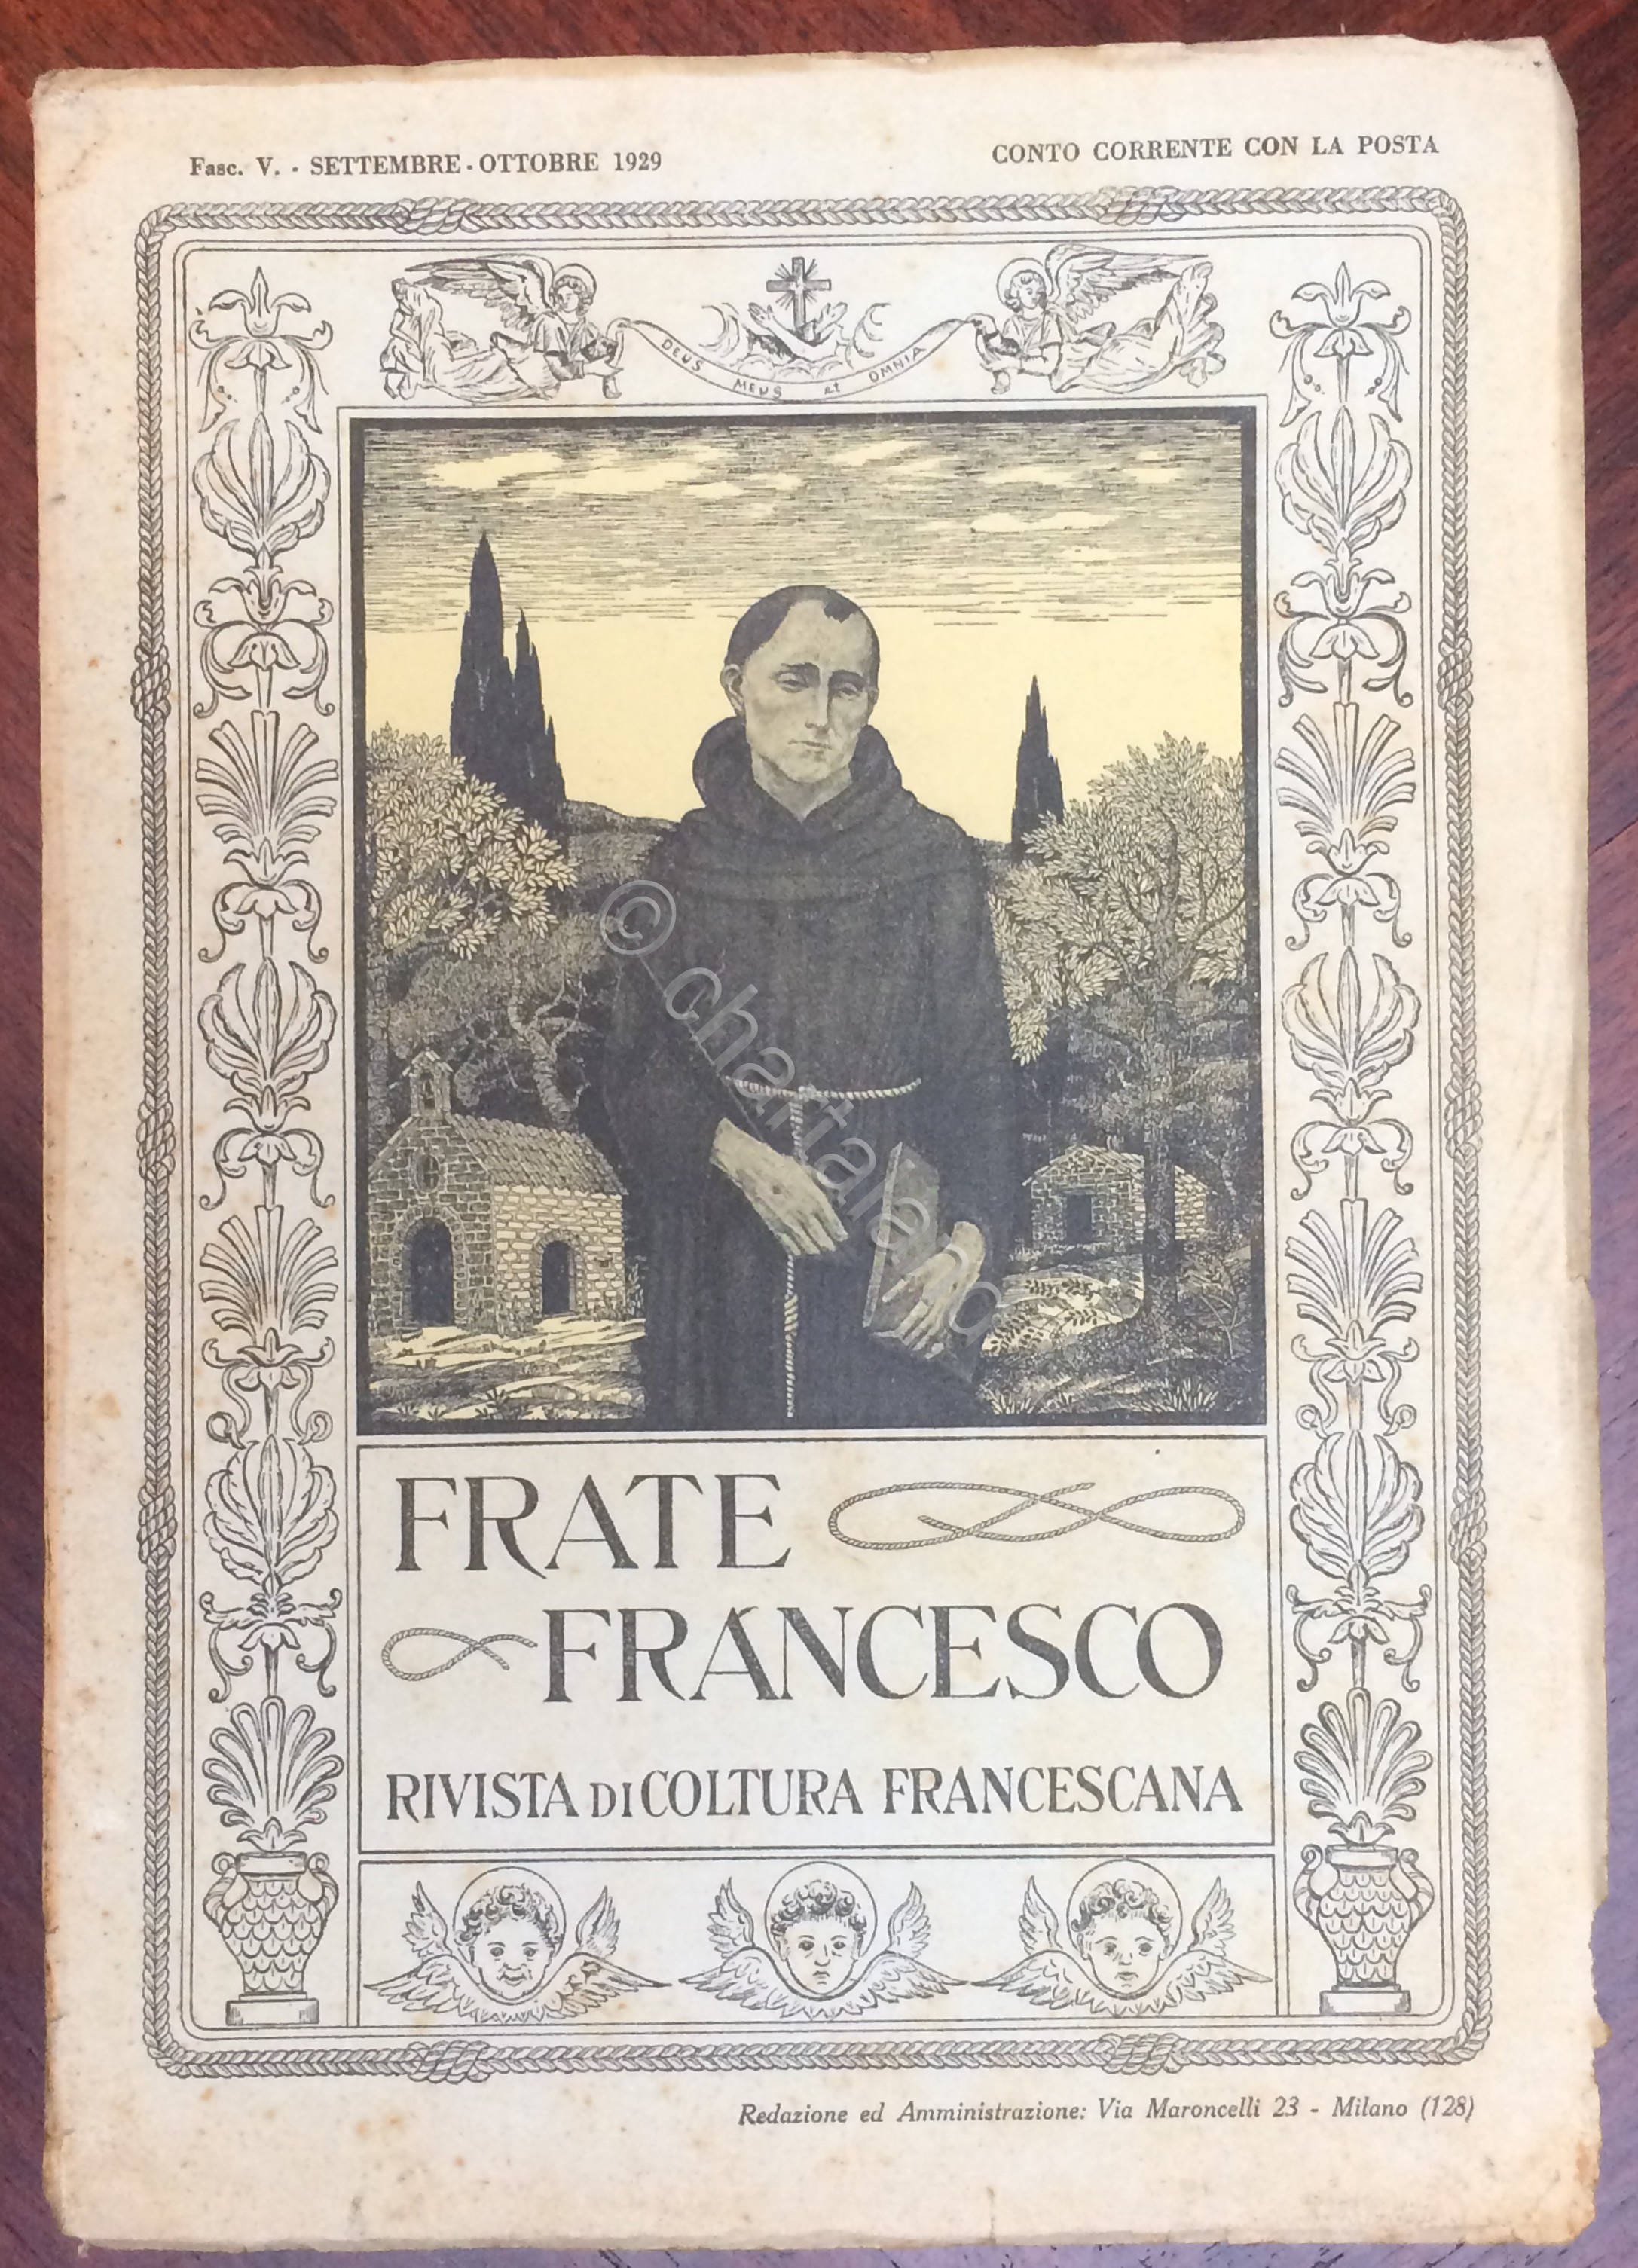 Fasc. V. - SETTEMBRE - OTTOBRE 1929
CONTO CORRENTE CON LA POSTA
DEUS MEUS et OMNIA
© chartaland
FRATE
FRANCESCO
RIVISTA DI COLTURA FRANCESCANA
Redazione ed Amministrazione: Via Maroncelli 23 - Milano (128)